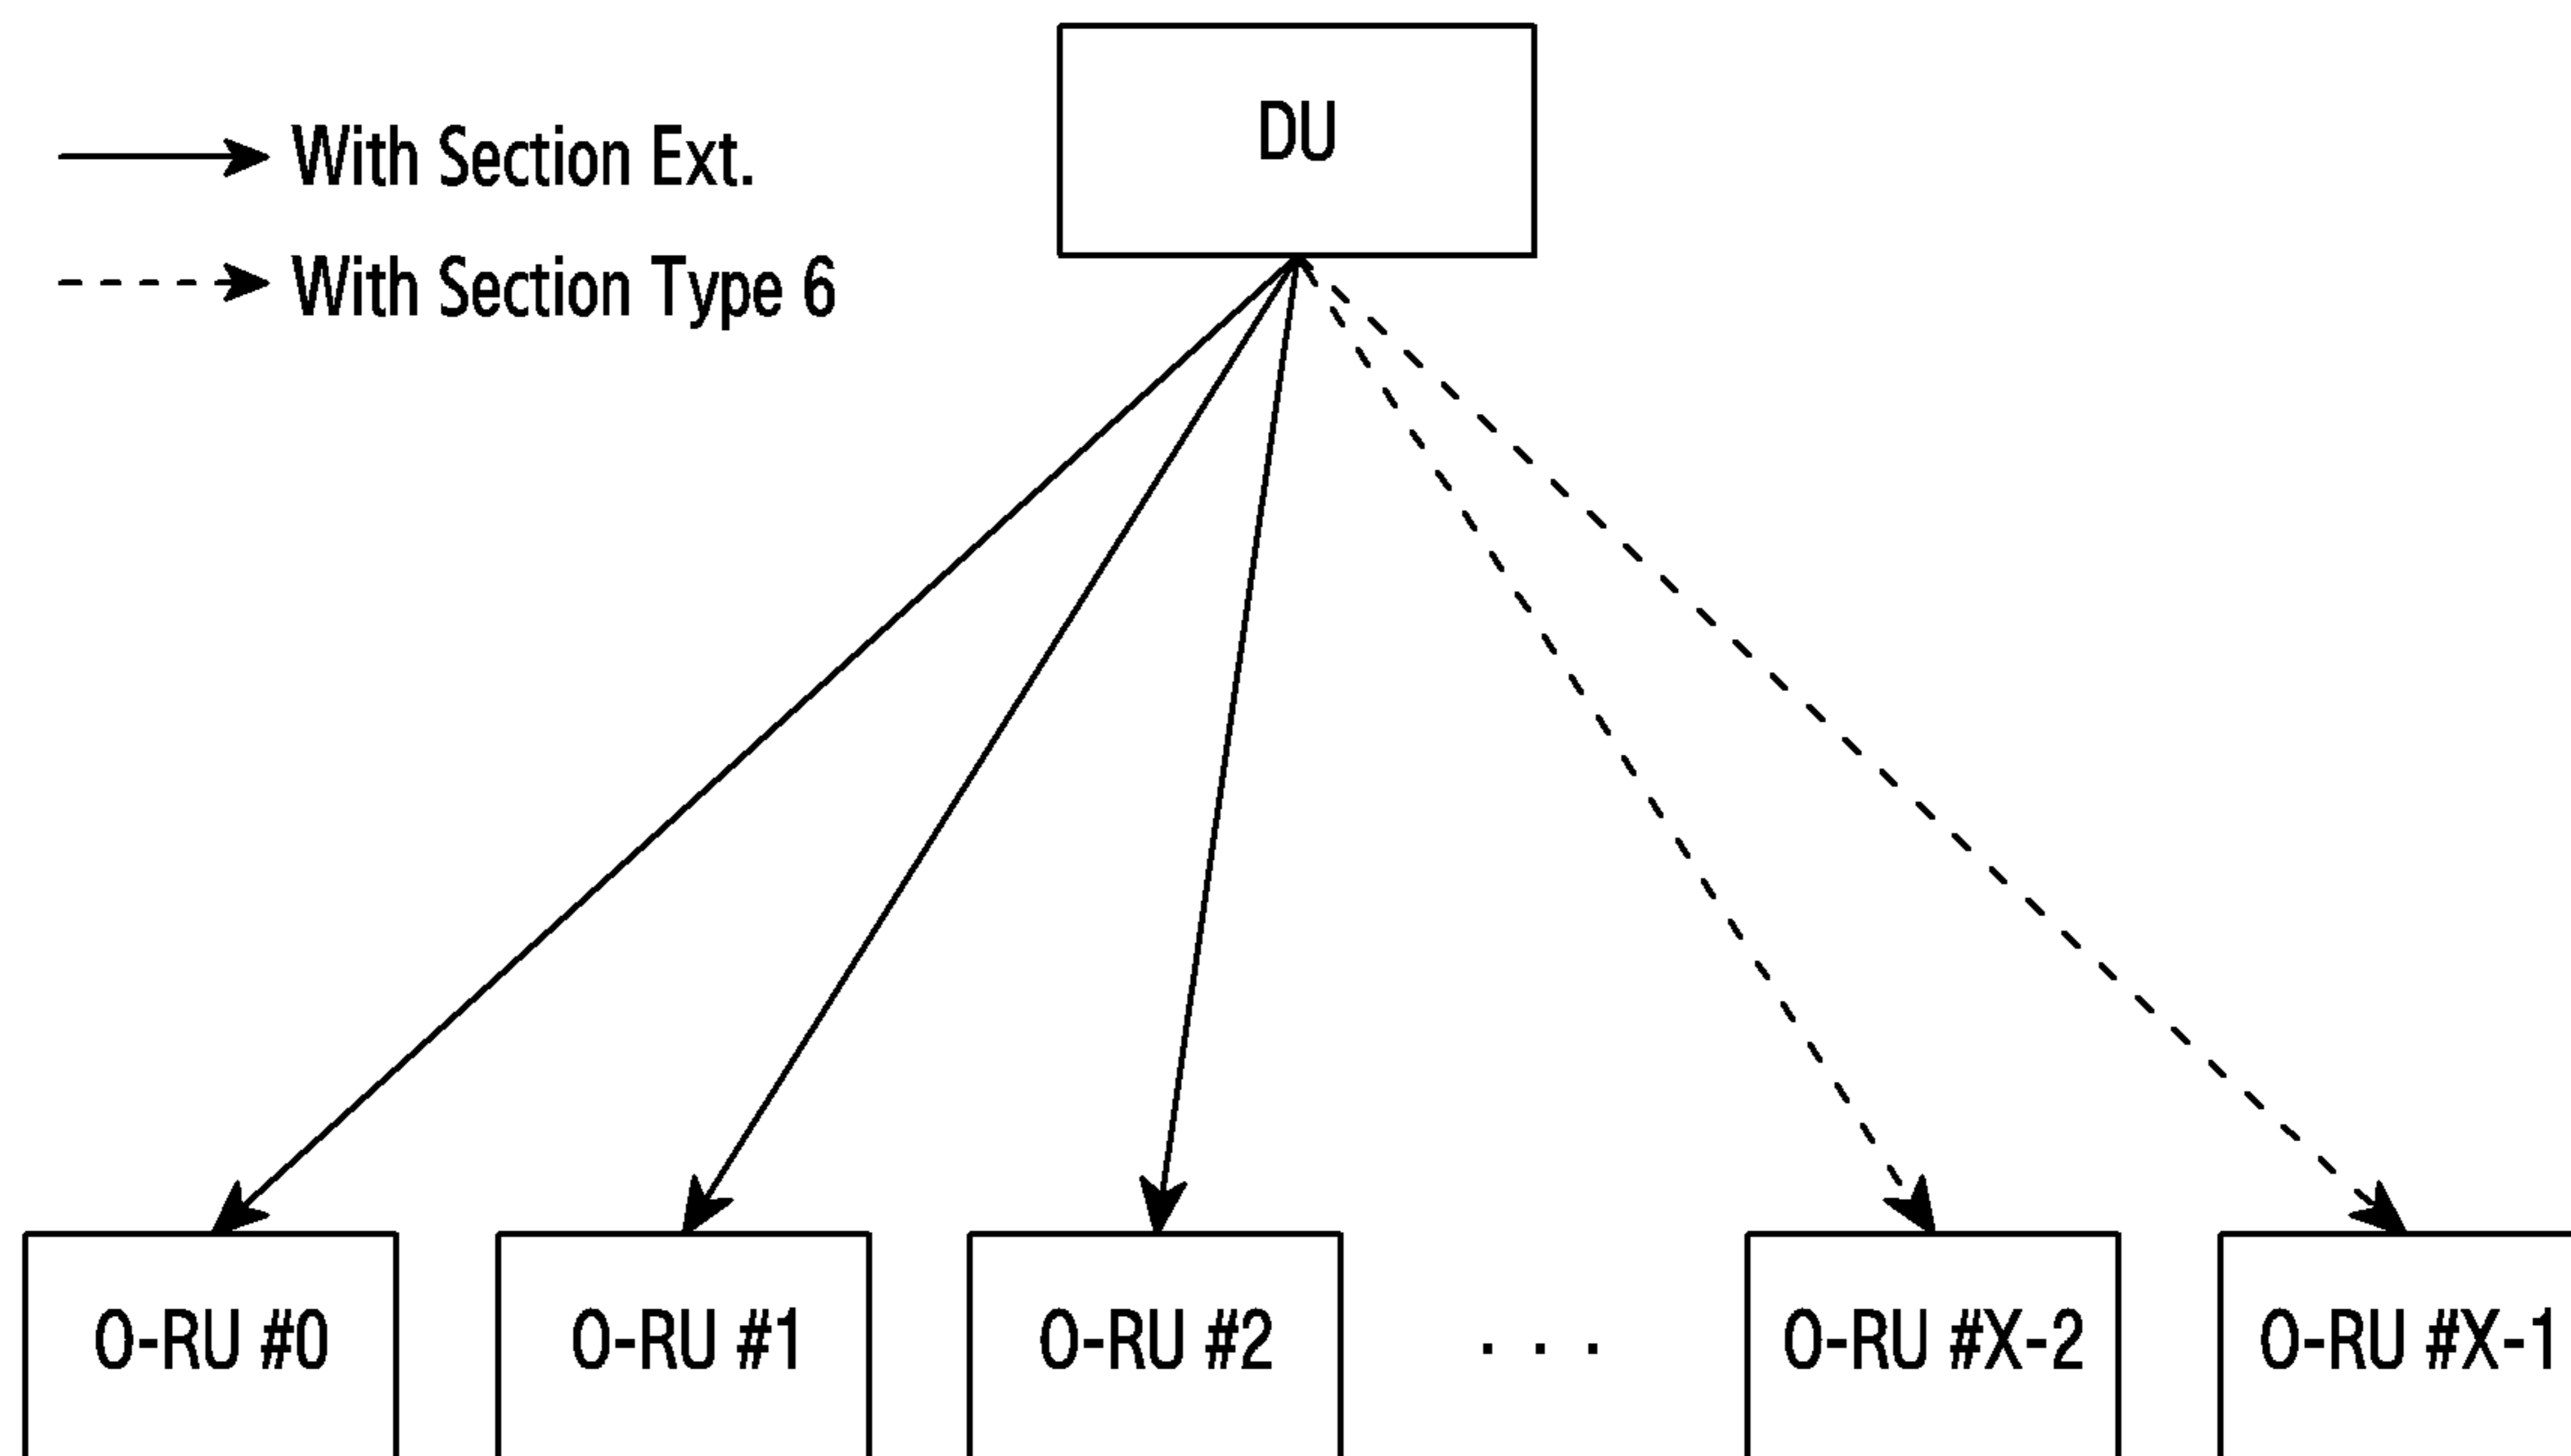 DU
With Section Ext.
With Section Type 6
O-RU #0 O-RU #1 O-RU #2 . . . O-RU #X-2 O-RU #X-1